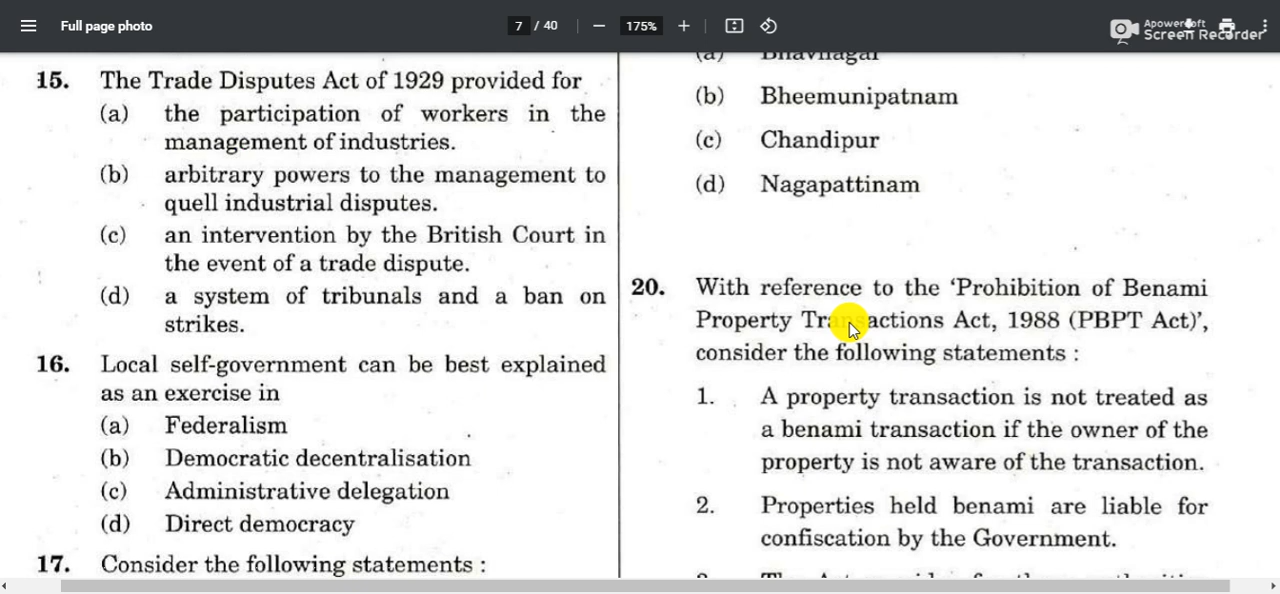 Full page photo
7 / 40
175%
Apowersoft
Screen Recorder
15. The Trade Disputes Act of 1929 provided for
(a) the participation of workers in the
management of industries.
(b) arbitrary powers to the management to
quell industrial disputes.
(c) an intervention by the British Court in
the event of a trade dispute.
(d) a system of tribunals and a ban on
strikes.
16. Local self-government can be best explained
as an exercise in
(a) Federalism
(b) Democratic decentralisation
(c) Administrative delegation
(d) Direct democracy
17. Consider the following statements :
(a) Bhavnagar
(b) Bheemunipatnam
(c) Chandipur
(d) Nagapattinam
20. With reference to the ‘Prohibition of Benami
Property Transactions Act, 1988 (PBPT Act)’,
consider the following statements :
1. A property transaction is not treated as
a benami transaction if the owner of the
property is not aware of the transaction.
2. Properties held benami are liable for
confiscation by the Government.